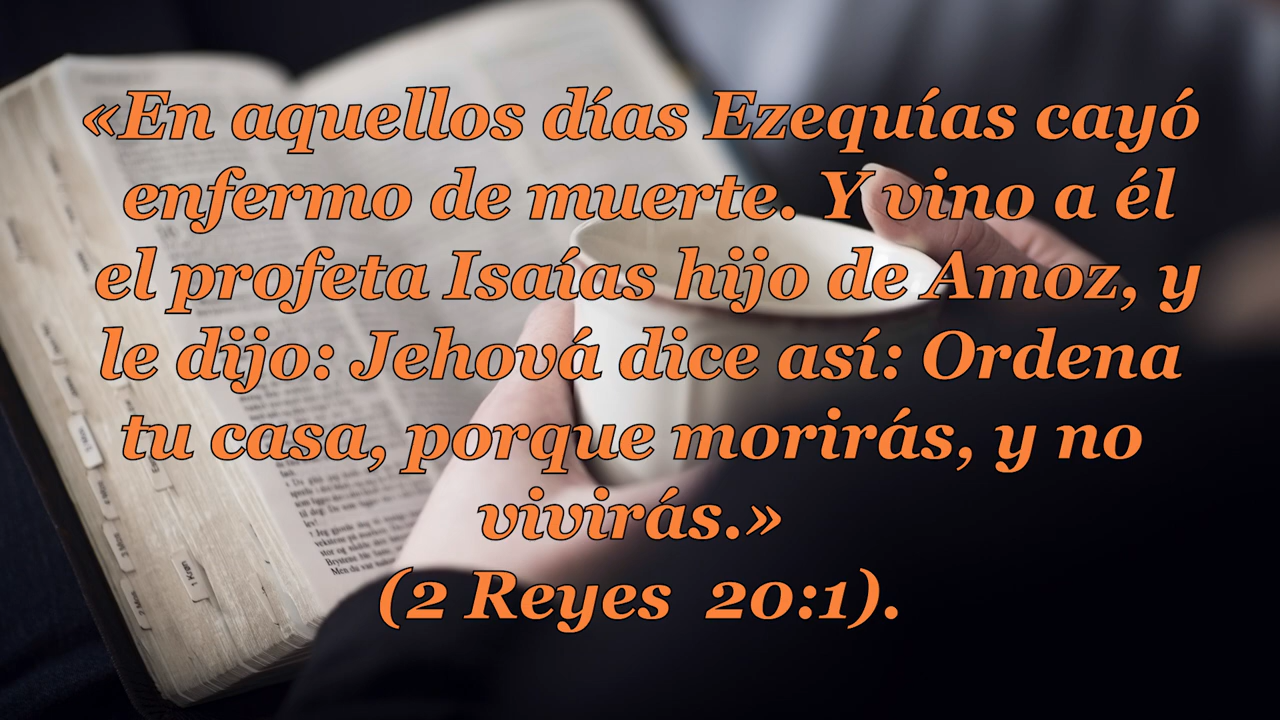 «En aquellos días Ezequías cayó
enfermo de muerte. Y vino a él
el profeta Isaías hijo de Amoz, y
le dijo: Jehová dice así: Ordena
tu casa, porque morirás, y no
vivirás.»
(2 Reyes 20:1).